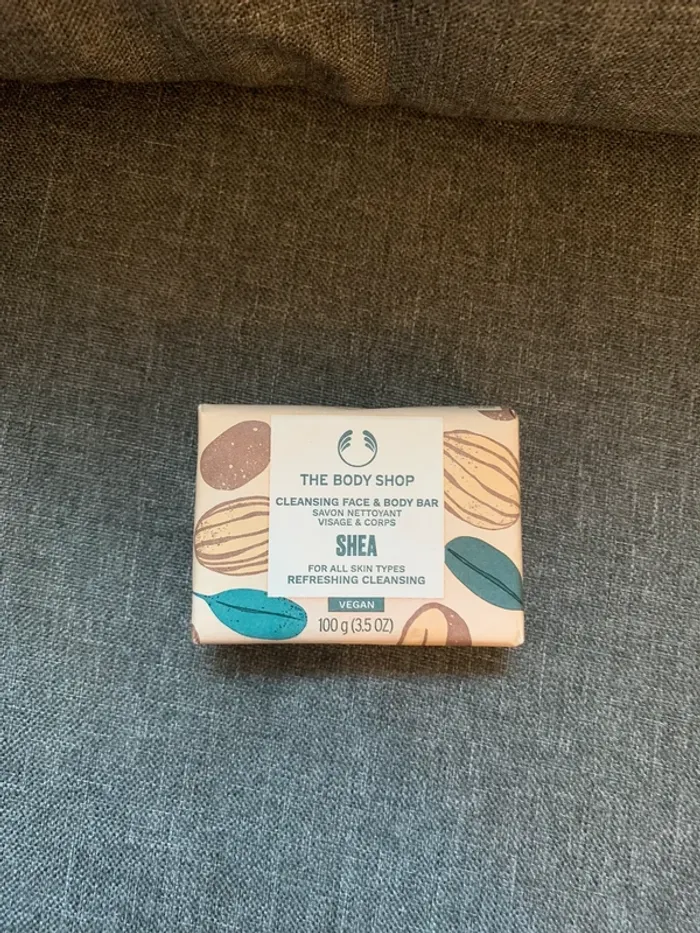 THE BODY SHOP
CLEANSING FACE & BODY BAR
SAVON NETTOYANT
VISAGE & CORPS
SHEA
FOR ALL SKIN TYPES
REFRESHING CLEANSING
VEGAN
100 g (3.5 OZ)